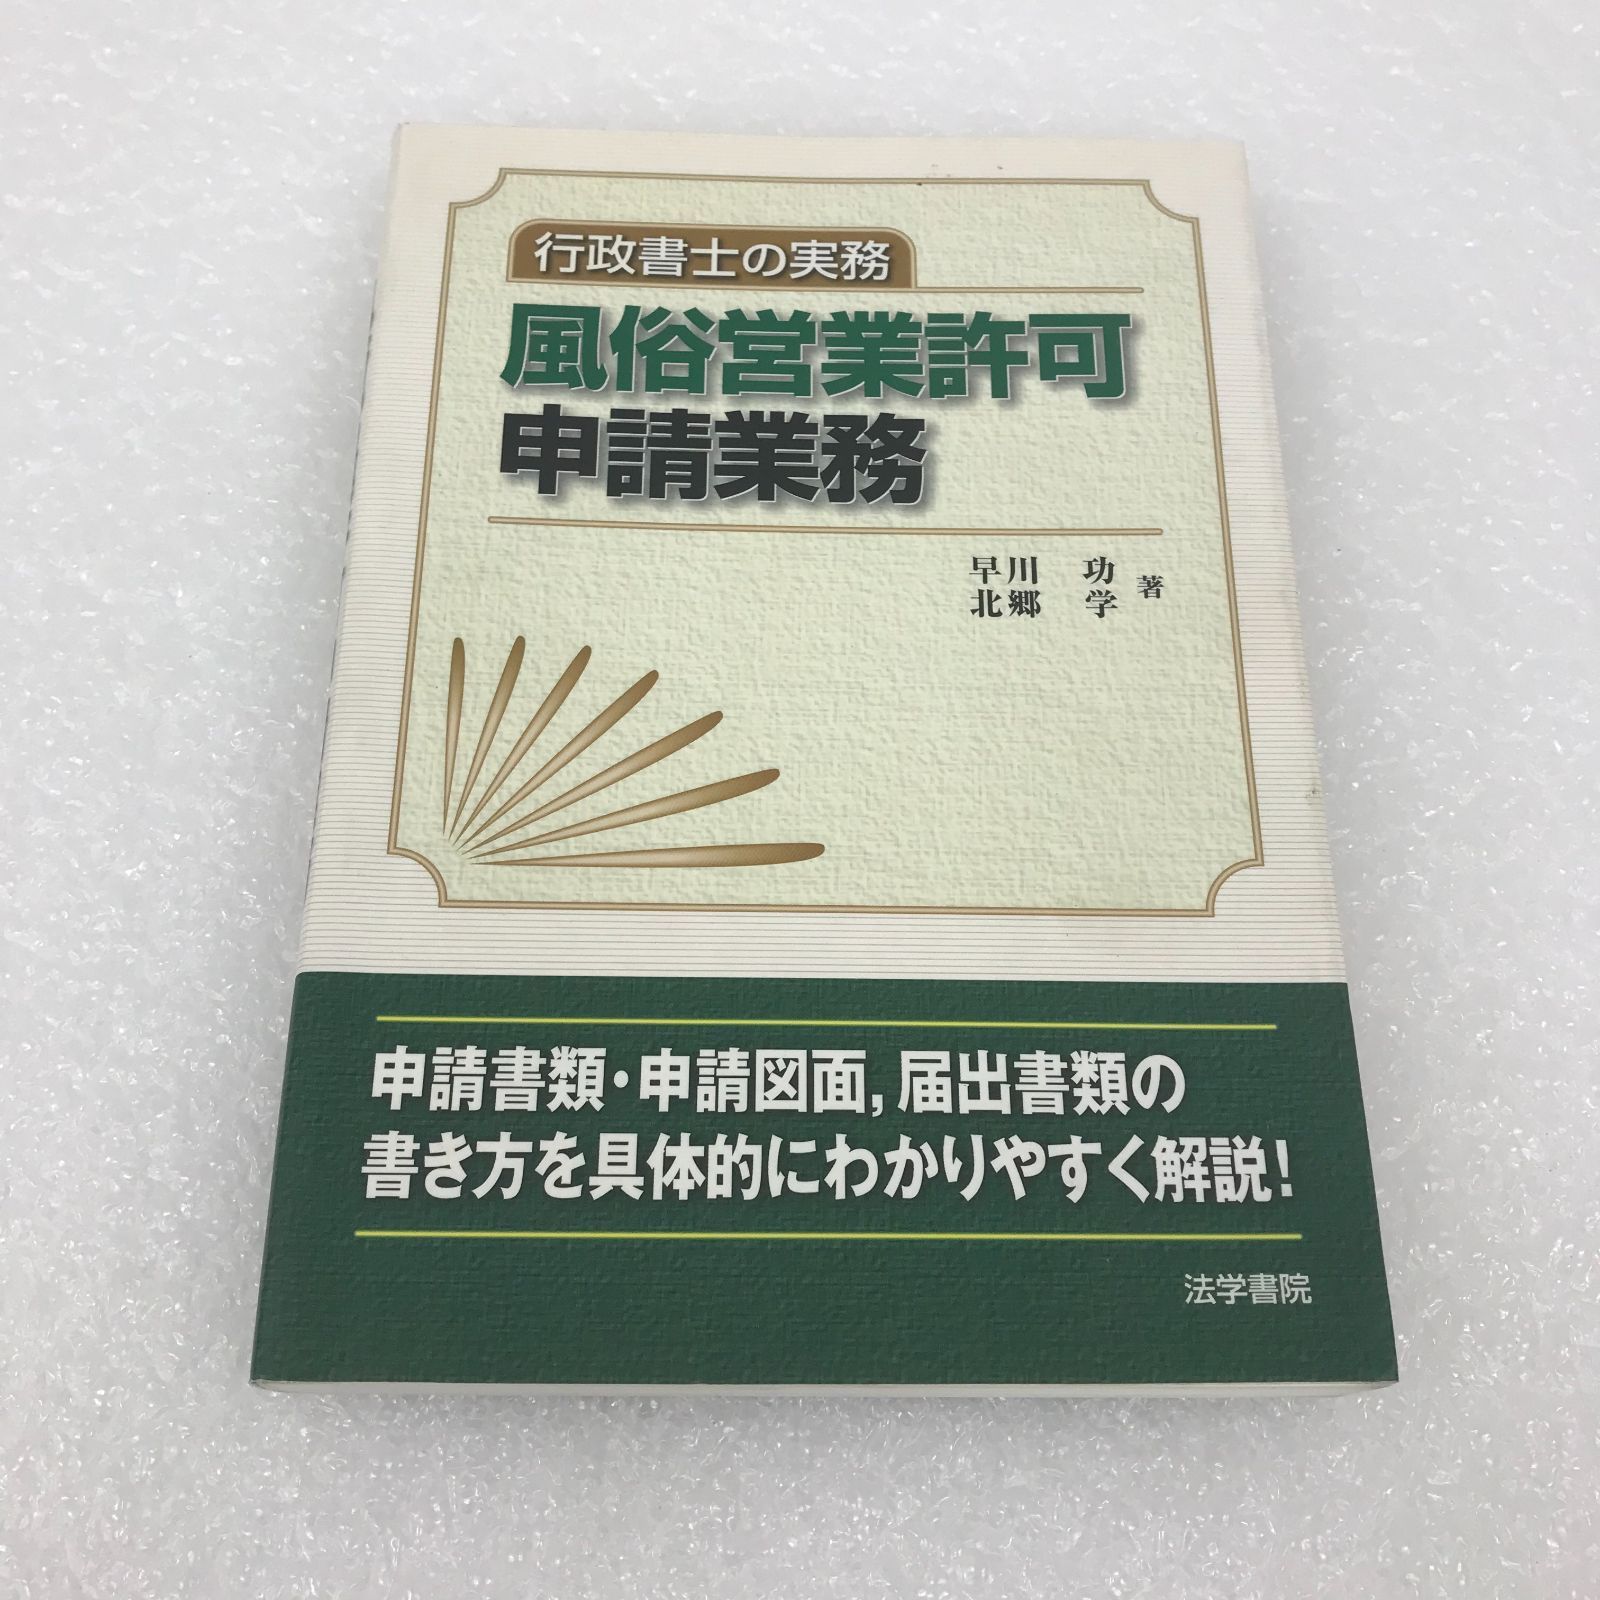 行政書士の実務
風俗営業許可
申請業務
早川 功
北郷 学 著
申請書類・申請図面,届出書類の
書き方を具体的にわかりやすく解説!
法学書院